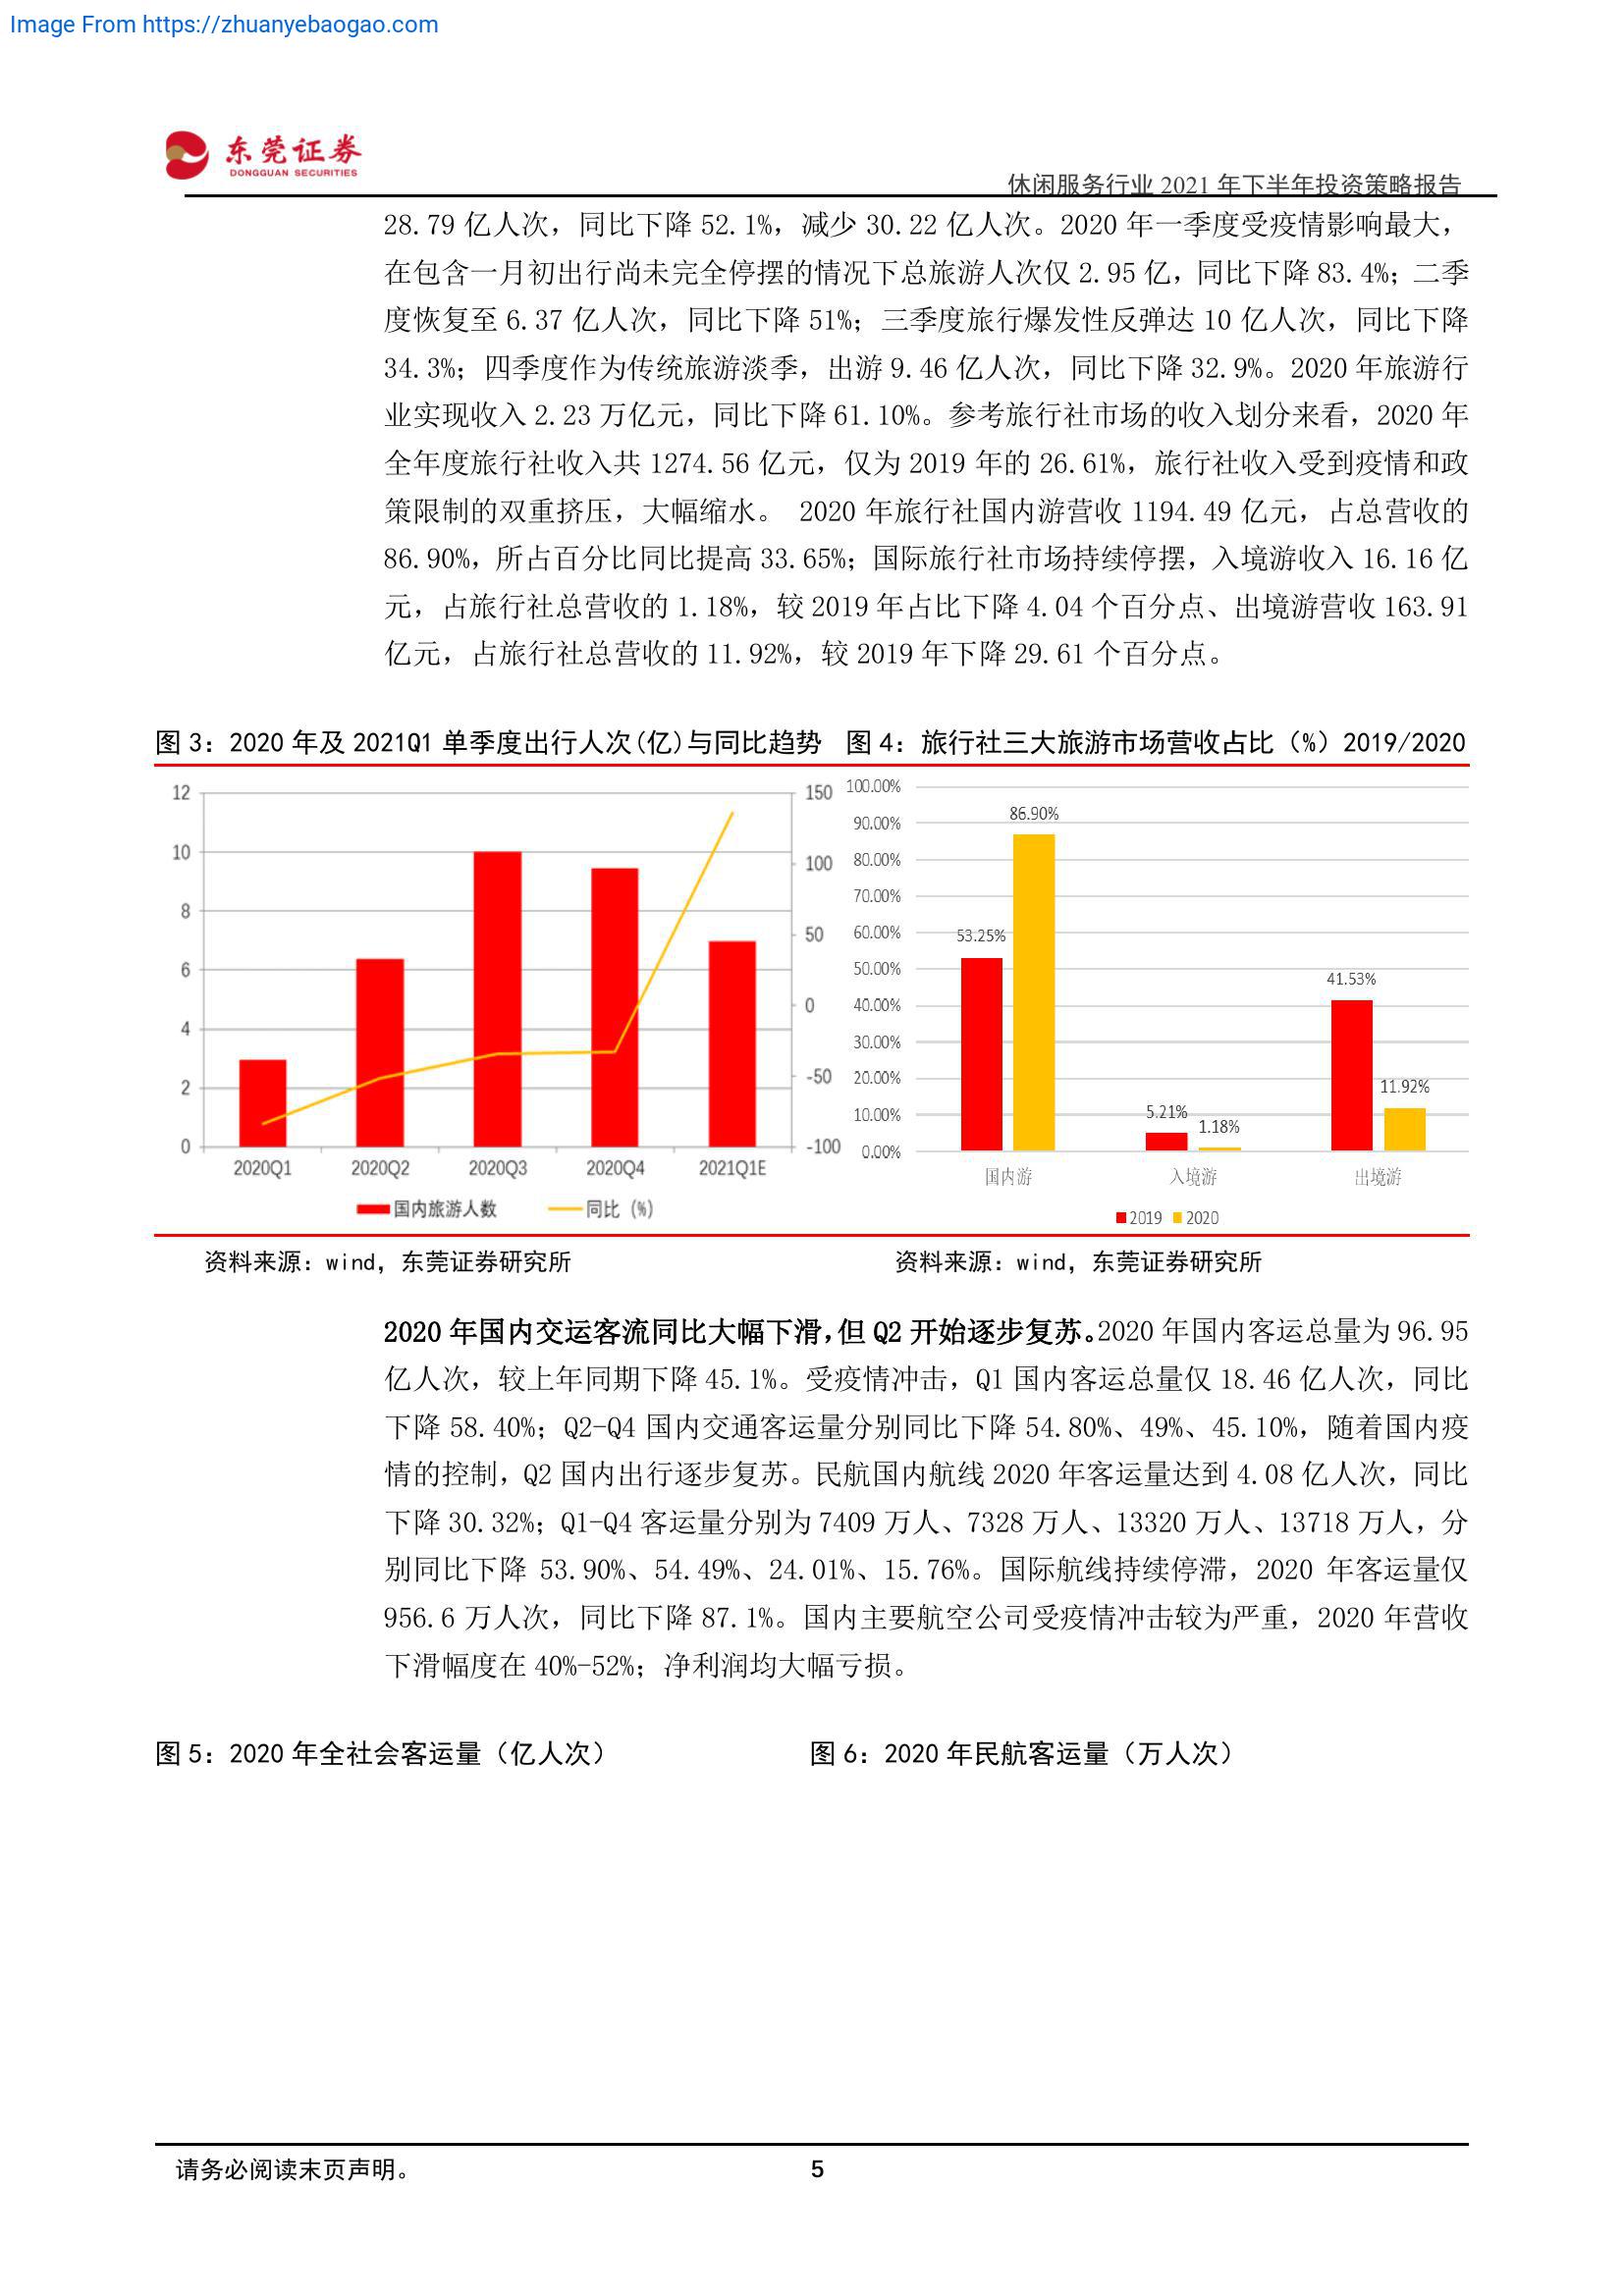 Image From https://zhuanyebaogao.com
东莞证券
DONGGUAN SECURITIES
休闲服务行业 2021 年下半年投资策略报告
28.79 亿人次，同比下降 52.1%，减少 30.22 亿人次。2020 年一季度受疫情影响最大，
在包含一月初出行尚未完全停摆的情况下总旅游人次仅 2.95 亿，同比下降 83.4%；二季
度恢复至 6.37 亿人次，同比下降 51%；三季度旅行爆发性反弹达 10 亿人次，同比下降
34.3%；四季度作为传统旅游淡季，出游 9.46 亿人次，同比下降 32.9%。2020 年旅游行
业实现收入 2.23 万亿元，同比下降 61.10%。参考旅行社市场的收入划分来看，2020 年
全年度旅行社收入共 1274.56 亿元，仅为 2019 年的 26.61%，旅行社收入受到疫情和政
策限制的双重挤压，大幅缩水。 2020 年旅行社国内游营收 1194.49 亿元，占总营收的
86.90%，所占百分比同比提高 33.65%；国际旅行社市场持续停摆，入境游收入 16.16 亿
元，占旅行社总营收的 1.18%，较 2019 年占比下降 4.04 个百分点、出境游营收 163.91
亿元，占旅行社总营收的 11.92%，较 2019 年下降 29.61 个百分点。
图 3：2020 年及 2021Q1 单季度出行人次(亿)与同比趋势
12
10
8
6
4
2
0
150
100
50
0
-50
-100
2020Q1 2020Q2 2020Q3 2020Q4 2021Q1E
国内旅游人数 同比（%）
图 4：旅行社三大旅游市场营收占比（%）2019/2020
100.00%
90.00%
80.00%
70.00%
60.00%
50.00%
40.00%
30.00%
20.00%
10.00%
0.00%
53.25% 86.90%
5.21% 1.18%
41.53% 11.92%
国内游 入境游 出境游
2019 2020
资料来源：wind，东莞证券研究所
资料来源：wind，东莞证券研究所
2020 年国内交运客流同比大幅下滑，但 Q2 开始逐步复苏。2020 年国内客运总量为 96.95
亿人次，较上年同期下降 45.1%。受疫情冲击，Q1 国内客运总量仅 18.46 亿人次，同比
下降 58.40%；Q2-Q4 国内交通客运量分别同比下降 54.80%、49%、45.10%，随着国内疫
情的控制，Q2 国内出行逐步复苏。民航国内航线 2020 年客运量达到 4.08 亿人次，同比
下降 30.32%；Q1-Q4 客运量分别为 7409 万人、7328 万人、13320 万人、13718 万人，分
别同比下降 53.90%、54.49%、24.01%、15.76%。国际航线持续停滞，2020 年客运量仅
956.6 万人次，同比下降 87.1%。国内主要航空公司受疫情冲击较为严重，2020 年营收
下滑幅度在 40%-52%；净利润均大幅亏损。
图 5：2020 年全社会客运量（亿人次）
图 6：2020 年民航客运量（万人次）
请务必阅读末页声明。
5